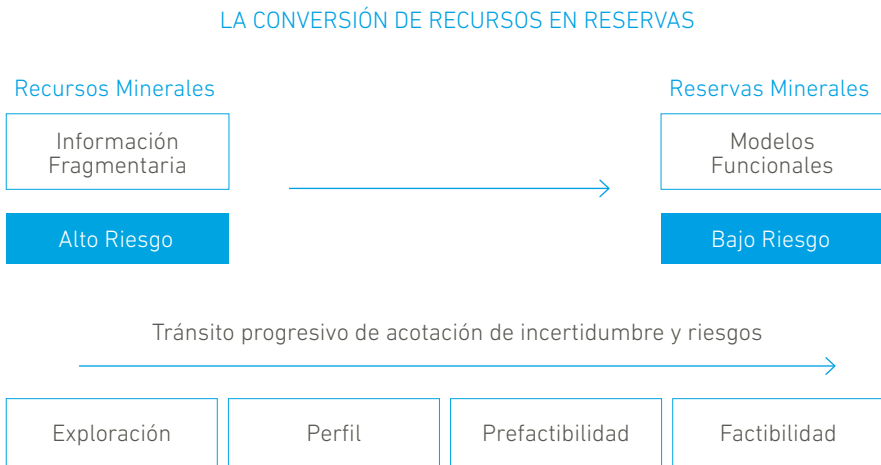 LA CONVERSIÓN DE RECURSOS EN RESERVAS
Recursos Minerales
Reservas Minerales
Información
Fragmentaria
Modelos
Funcionales
Alto Riesgo
Bajo Riesgo
Tránsito progresivo de acotación de incertidumbre y riesgos
Exploración
Perfil
Prefactibilidad
Factibilidad